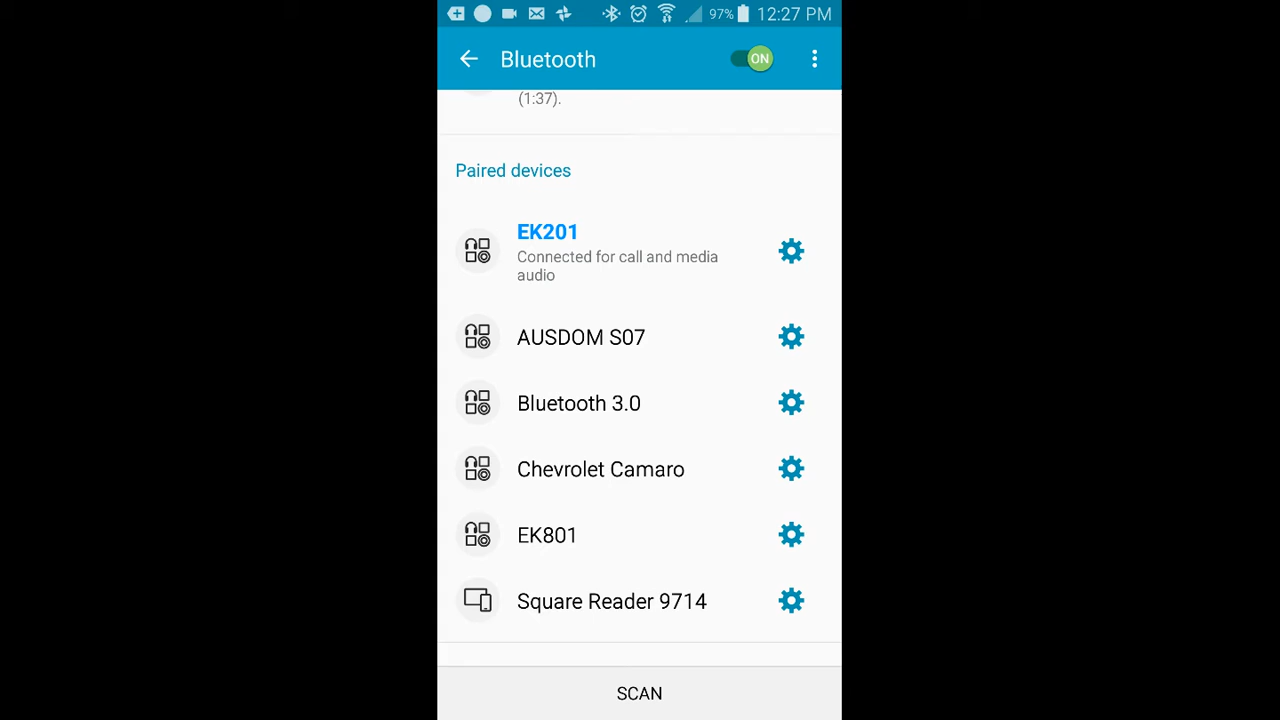 97% 12:27 PM
Bluetooth ON
(1:37).
Paired devices
EK201
Connected for call and media
audio
AUSDOM S07
Bluetooth 3.0
Chevrolet Camaro
EK801
Square Reader 9714
SCAN